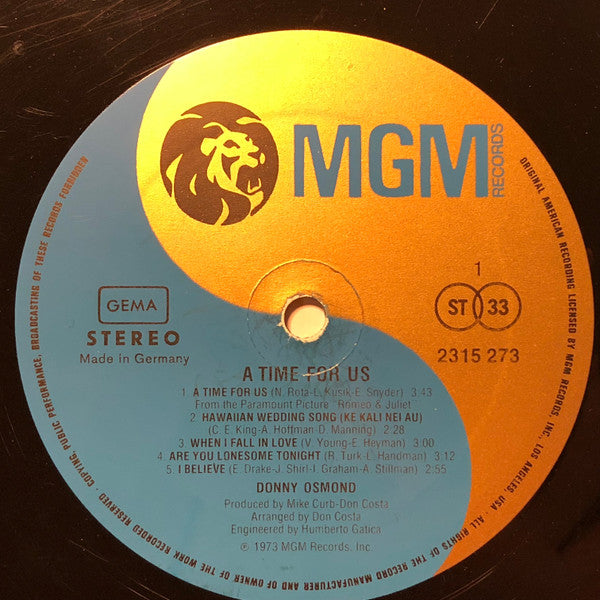 MGM
RECORDS
GEMA
STEREO
Made in Germany
1
ST 33
2315 273
A TIME FOR US
1. A TIME FOR US (N. Rota-L. Kusik-E. Snyder) 3:43
From the Paramount Picture "Romeo & Juliet"
2. HAWAIIAN WEDDING SONG (KE KALI NEI AU)
(C. E. King-A. Hoffman-D. Manning) 2:28
3. WHEN I FALL IN LOVE (V. Young-E. Heyman) 3:00
4. ARE YOU LONESOME TONIGHT (R. Turk-L. Handman) 3:12
5. I BELIEVE (E. Drake-J. Shirl-I. Graham-A. Stillman) 2:55
DONNY OSMOND
Produced by Mike Curb-Don Costa
Arranged by Don Costa
Engineered by Humberto Gatica
℗ 1973 MGM Records, Inc.
ORIGINAL AMERICAN RECORDING LICENSED BY MGM RECORDS, INC., LOS ANGELES, USA · ALL RIGHTS OF THE RECORD MANUFACTURER AND OF OWNER OF THE WORK RESERVED · COPYING, PUBLIC PERFORMANCE, BROADCASTING OF THESE RECORDS FORBIDDEN